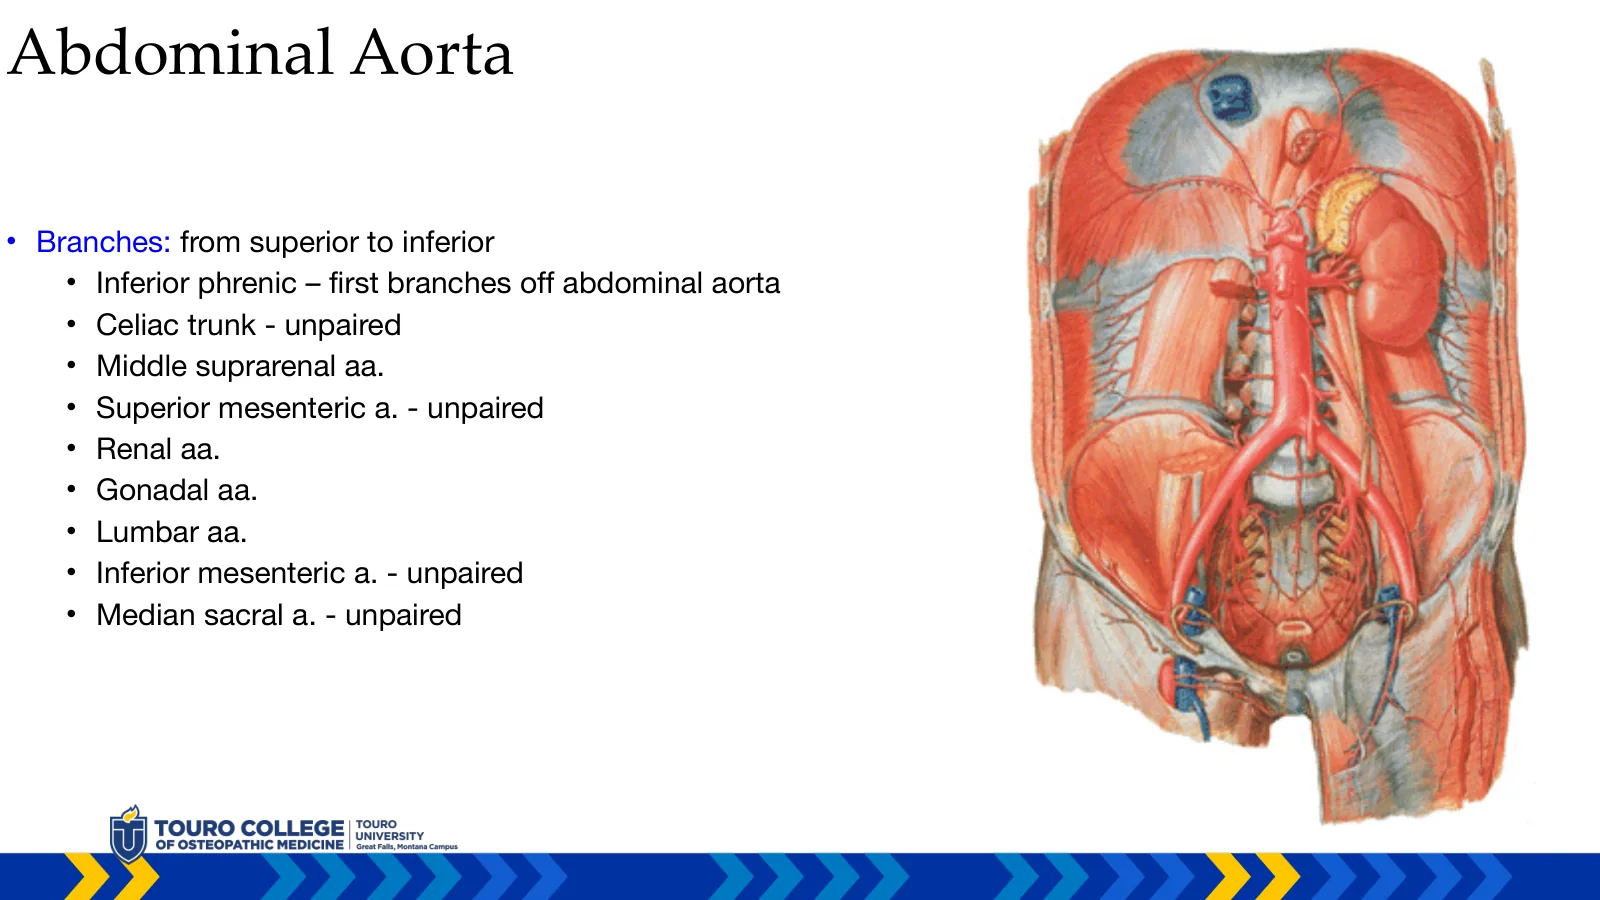 Abdominal Aorta
• Branches: from superior to inferior
• Inferior phrenic – first branches off abdominal aorta
• Celiac trunk - unpaired
• Middle suprarenal aa.
• Superior mesenteric a. - unpaired
• Renal aa.
• Gonadal aa.
• Lumbar aa.
• Inferior mesenteric a. - unpaired
• Median sacral a. - unpaired
TOURO COLLEGE
OF OSTEOPATHIC MEDICINE
TOURO
UNIVERSITY
Great Falls, Montana Campus